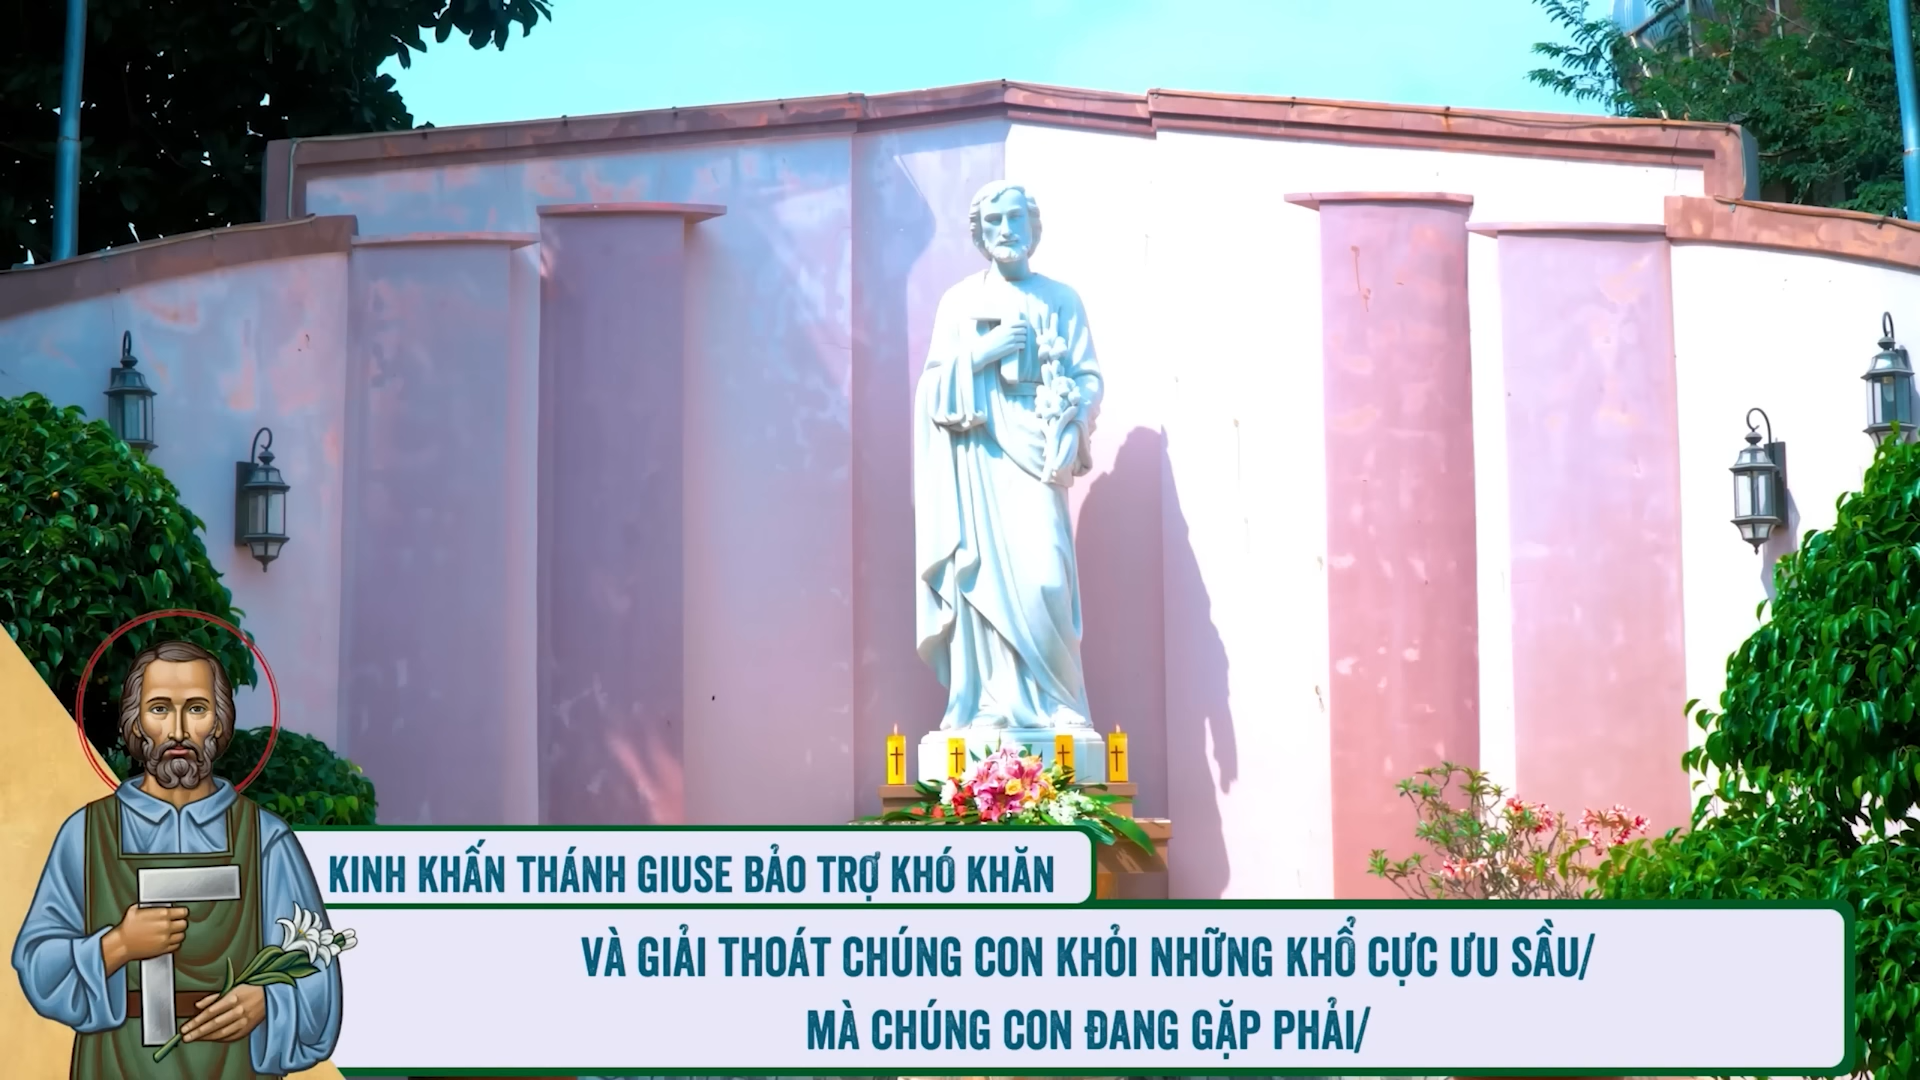 KINH KHẤN THÁNH GIUSE BẢO TRỢ KHÓ KHĂN
VÀ GIẢI THOÁT CHÚNG CON KHỎI NHỮNG KHỔ CỰC ƯU SẦU/
MÀ CHÚNG CON ĐANG GẶP PHẢI/